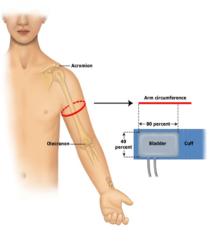 Acromion
Arm circumference
80 percent
Olecranon
40
percent
Bladder
Cuff